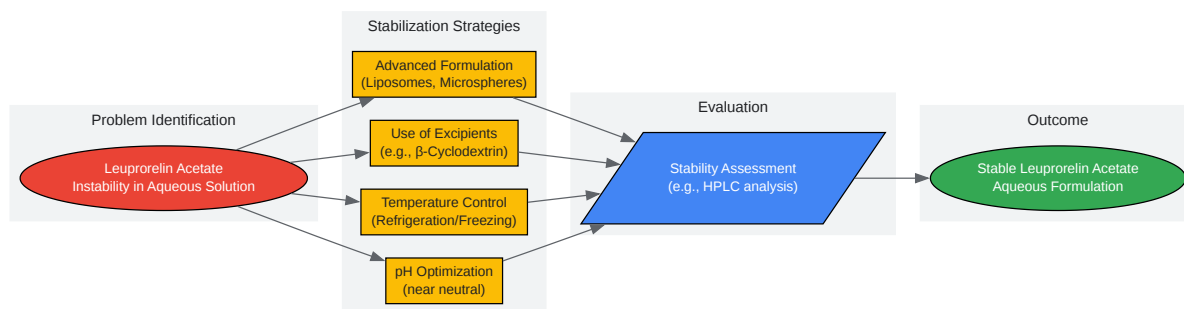 Problem Identification
Leuprorelin Acetate
Instability in Aqueous Solution
Stabilization Strategies
Advanced Formulation
(Liposomes, Microspheres)
Use of Excipients
(e.g., β-Cyclodextrin)
Temperature Control
(Refrigeration/Freezing)
pH Optimization
(near neutral)
Evaluation
Stability Assessment
(e.g., HPLC analysis)
Outcome
Stable Leuprorelin Acetate
Aqueous Formulation